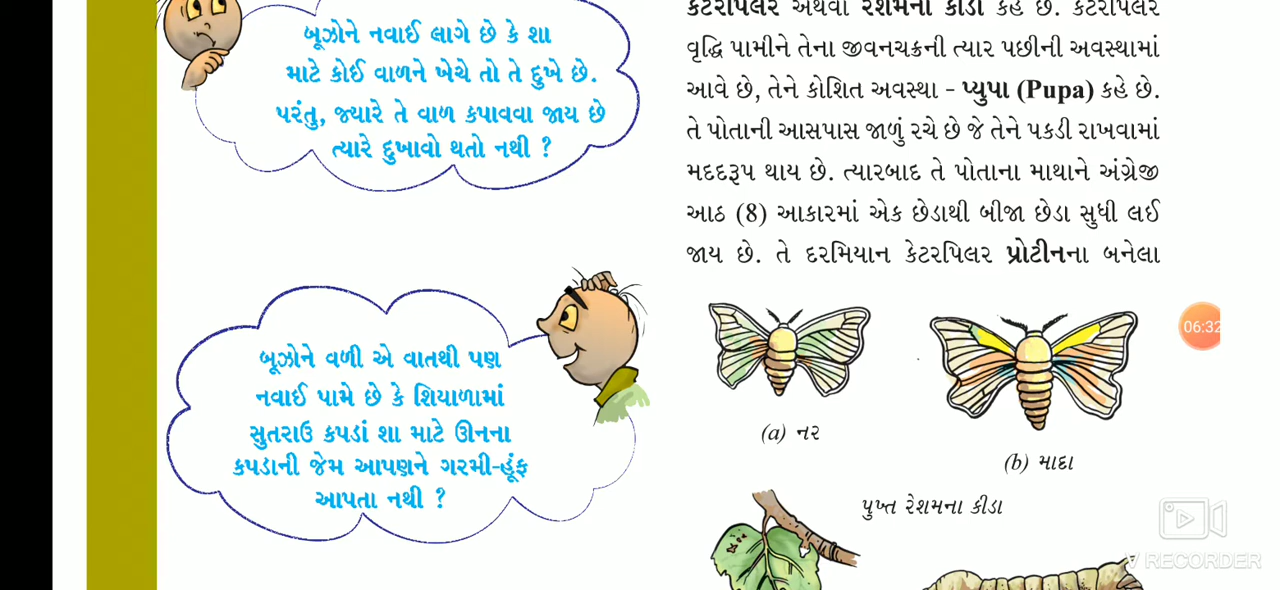 બૂઝોને નવાઈ લાગે છે કે શા
માટે કોઈ વાળને ખેચે તો તે દુખે છે.
પરંતુ, જ્યારે તે વાળ કપાવવા જાય છે
ત્યારે દુખાવો થતો નથી ?
બૂઝોને વળી એ વાતથી પણ
નવાઈ પામે છે કે શિયાળામાં
સુતરાઉ કપડાં શા માટે ઊનના
કપડાની જેમ આપણને ગરમી-હૂંફ
આપતા નથી ?
કેટરપિલર અથવા રેશમના કીડા કહે છે. કેટરપિલર
વૃદ્ધિ પામીને તેના જીવનચક્રની ત્યાર પછીની અવસ્થામાં
આવે છે, તેને કોશિત અવસ્થા - પ્યુપા (Pupa) કહે છે.
તે પોતાની આસપાસ જાળું રચે છે જે તેને પકડી રાખવામાં
મદદરૂપ થાય છે. ત્યારબાદ તે પોતાના માથાને અંગ્રેજી
આઠ (8) આકારમાં એક છેડાથી બીજા છેડા સુધી લઈ
જાય છે. તે દરમિયાન કેટરપિલર પ્રોટીનના બનેલા
(a) નર
(b) માદા
પુખ્ત રેશમના કીડા
06:32
V RECORDER